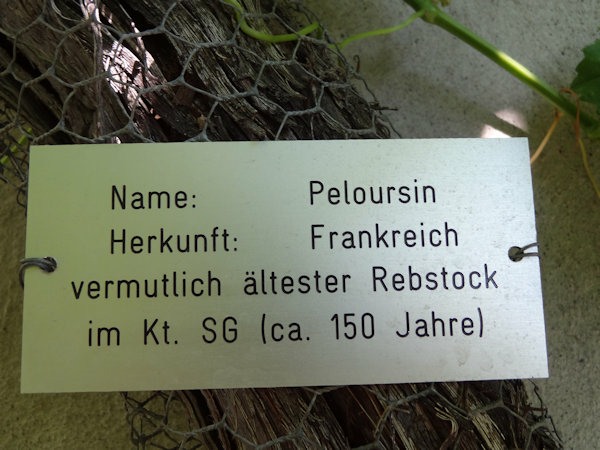 Name: Peloursin
Herkunft: Frankreich
vermutlich ältester Rebstock
im Kt. SG (ca. 150 Jahre)